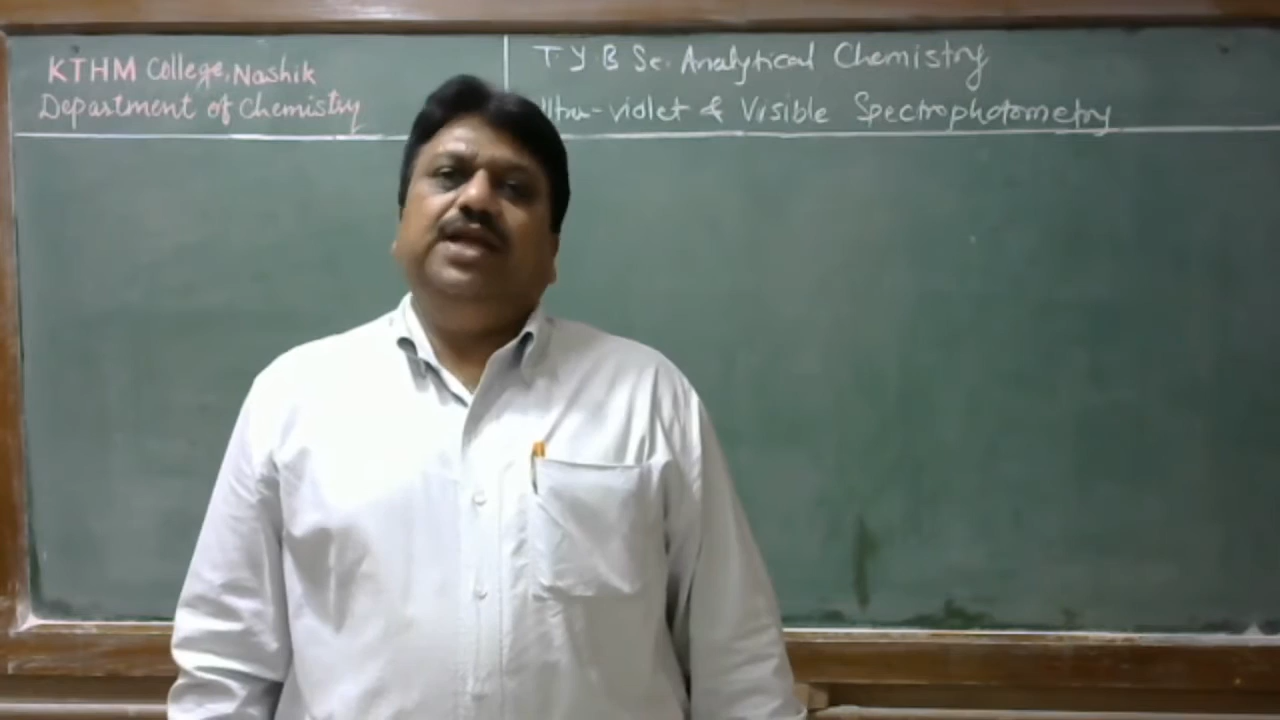 KTHM College, Nashik
Department of Chemistry
T.Y.B Sc. Analytical Chemistry
Ultra-violet & Visible Spectrophotometry